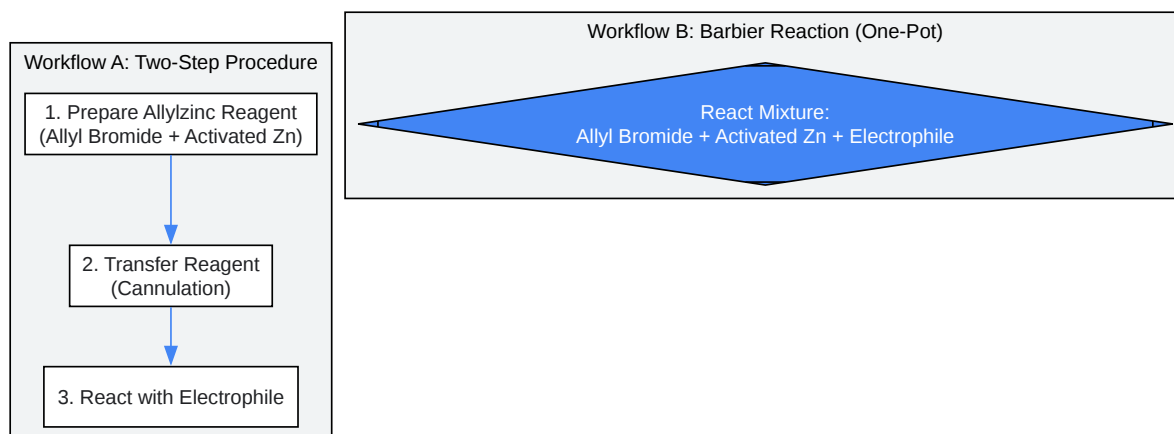 Workflow A: Two-Step Procedure
1. Prepare Allylzinc Reagent
(Allyl Bromide + Activated Zn)
2. Transfer Reagent
(Cannulation)
3. React with Electrophile
Workflow B: Barbier Reaction (One-Pot)
React Mixture:
Allyl Bromide + Activated Zn + Electrophile